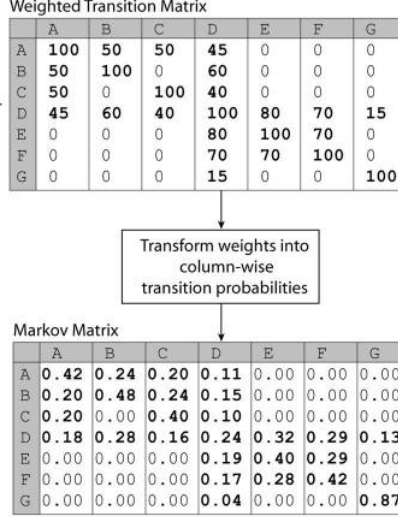 Weighted Transition Matrix
A B C D E F G
A 100 50 50 45 0 0 0
B 50 100 0 60 0 0 0
C 50 0 100 40 0 0 0
D 45 60 40 100 80 70 15
E 0 0 0 80 100 70 0
F 0 0 0 70 70 100 0
G 0 0 0 15 0 0 100
Transform weights into
column-wise
transition probabilities
Markov Matrix
A B C D E F G
A 0.42 0.24 0.20 0.11 0.00 0.00 0.00
B 0.20 0.48 0.24 0.15 0.00 0.00 0.00
C 0.20 0.00 0.40 0.10 0.00 0.00 0.00
D 0.18 0.28 0.16 0.24 0.32 0.29 0.13
E 0.00 0.00 0.00 0.19 0.40 0.29 0.00
F 0.00 0.00 0.00 0.17 0.28 0.42 0.00
G 0.00 0.00 0.00 0.04 0.00 0.00 0.87